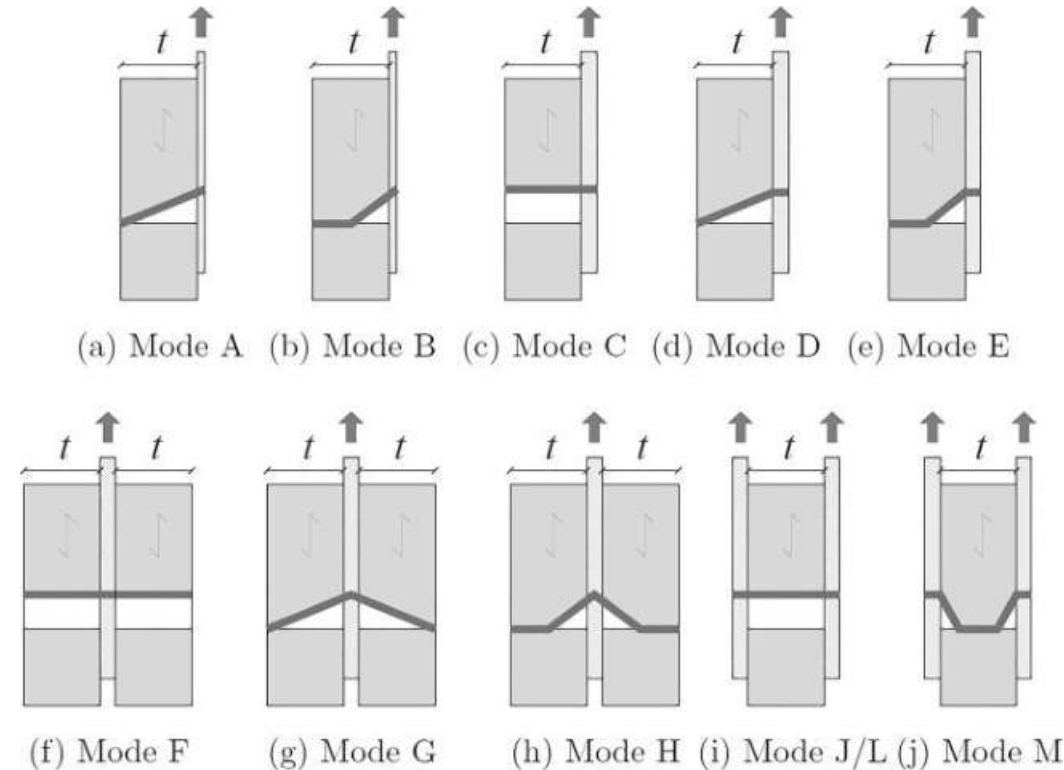 t t t t t
(a) Mode A (b) Mode B (c) Mode C (d) Mode D (e) Mode E
t t t t t t t t
(f) Mode F (g) Mode G (h) Mode H (i) Mode J/L (j) Mode M